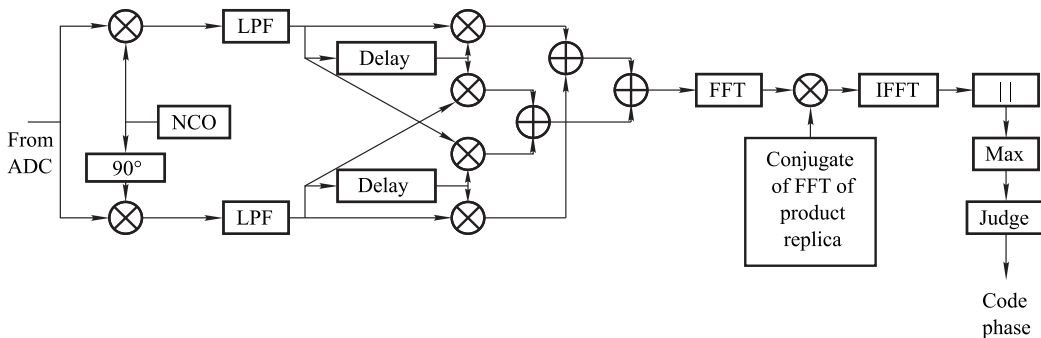 From
ADC
NCO
90°
LPF
LPF
Delay
Delay
FFT
IFFT
||
Conjugate
of FFT of
product
replica
Max
Judge
Code
phase